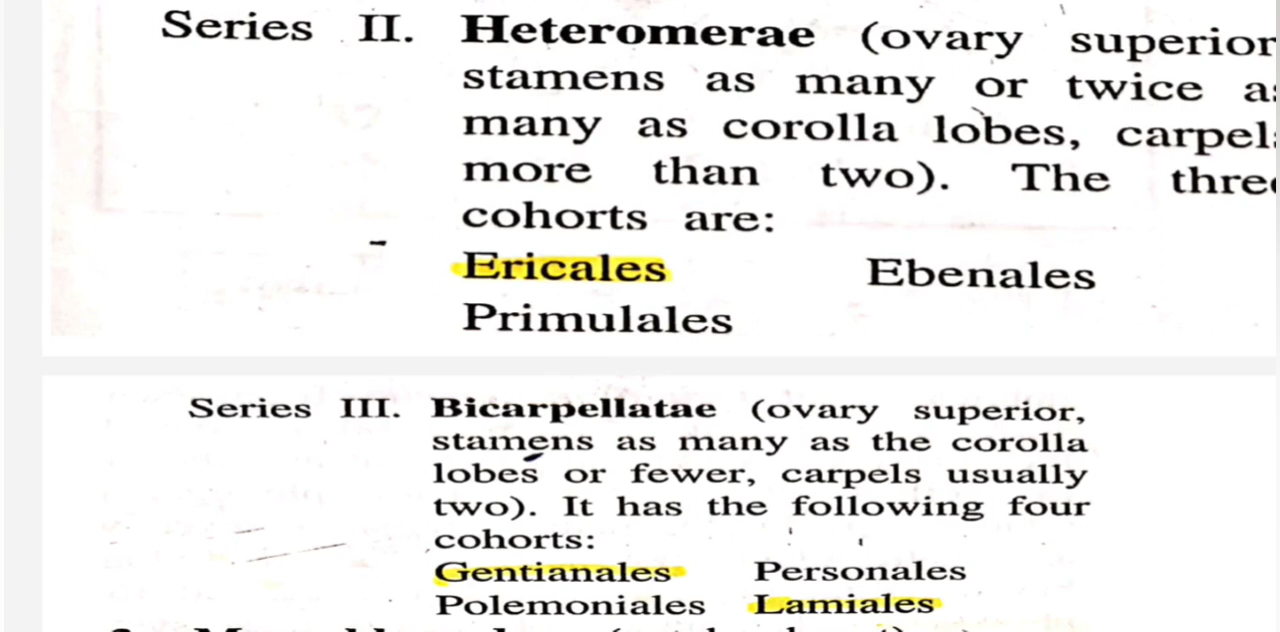 Series II. Heteromerae (ovary superior
stamens as many or twice
many as corolla lobes, carpel
more than two). The
cohorts are:
Ericales Ebenales
Primulales
Series III. Bicarpellatae (ovary superior,
stamens as many as the corolla
lobes or fewer, carpels usually
two). It has the following four
cohorts:
Gentianales Personales
Polemoniales Lamiales